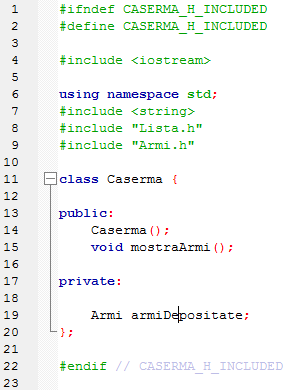 1 #ifndef CASERMA_H_INCLUDED
2 #define CASERMA_H_INCLUDED
3
4 #include <iostream>
5
6 using namespace std;
7 #include <string>
8 #include "Lista.h"
9 #include "Armi.h"
10
11 class Caserma {
12
13 public:
14 Caserma();
15 void mostraArmi();
16
17 private:
18
19 Armi armiDepositate;
20 };
21
22 #endif // CASERMA_H_INCLUDED
23